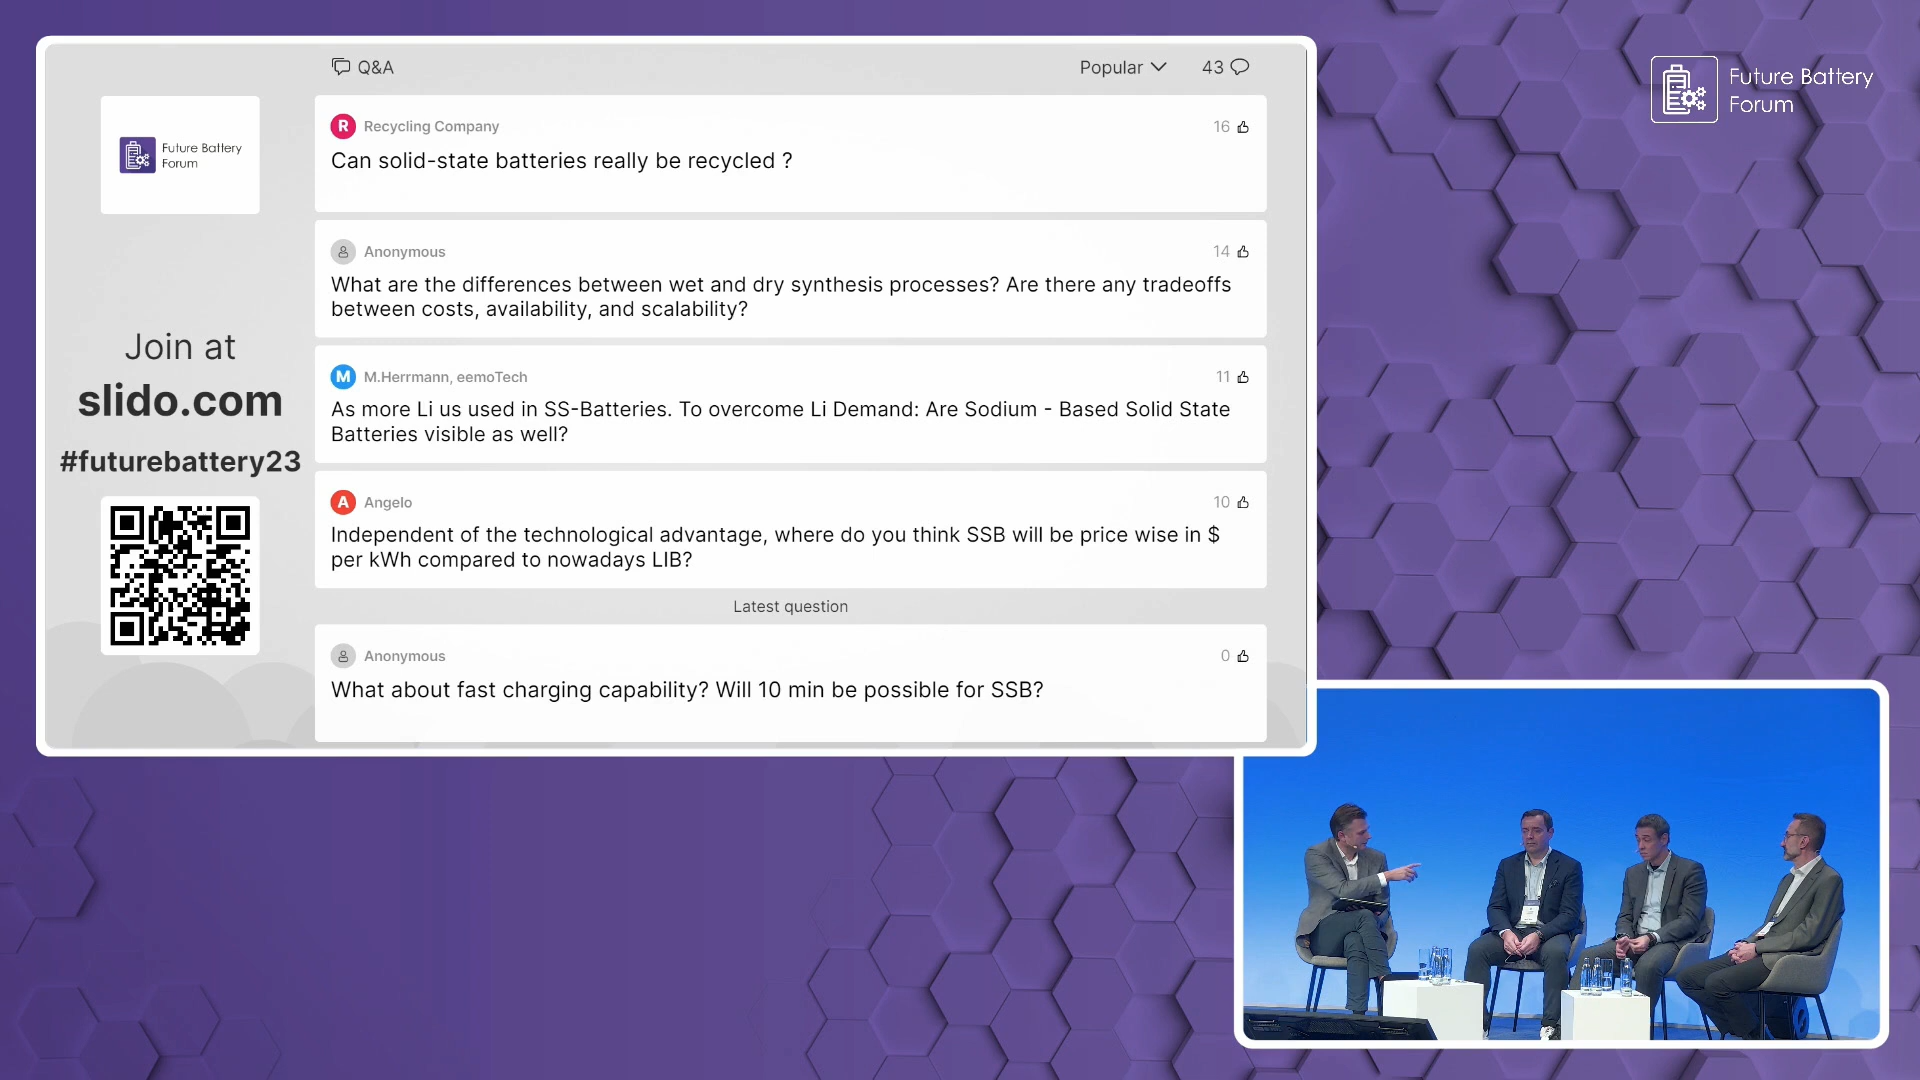 Q&A
Popular
43
Future Battery
Forum
Future Battery
Forum
Join at
slido.com
#futurebattery23
R
Recycling Company
16
Can solid-state batteries really be recycled ?
Anonymous
14
What are the differences between wet and dry synthesis processes? Are there any tradeoffs
between costs, availability, and scalability?
M
M.Herrmann, eemoTech
11
As more Li us used in SS-Batteries. To overcome Li Demand: Are Sodium - Based Solid State
Batteries visible as well?
A
Angelo
10
Independent of the technological advantage, where do you think SSB will be price wise in $
per kWh compared to nowadays LIB?
Latest question
Anonymous
0
What about fast charging capability? Will 10 min be possible for SSB?